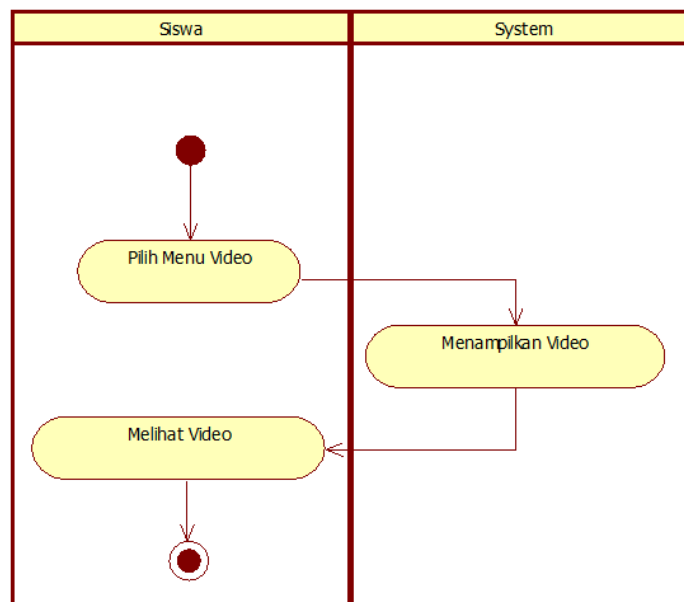 Siswa
System
Pilih Menu Video
Menampilkan Video
Melihat Video